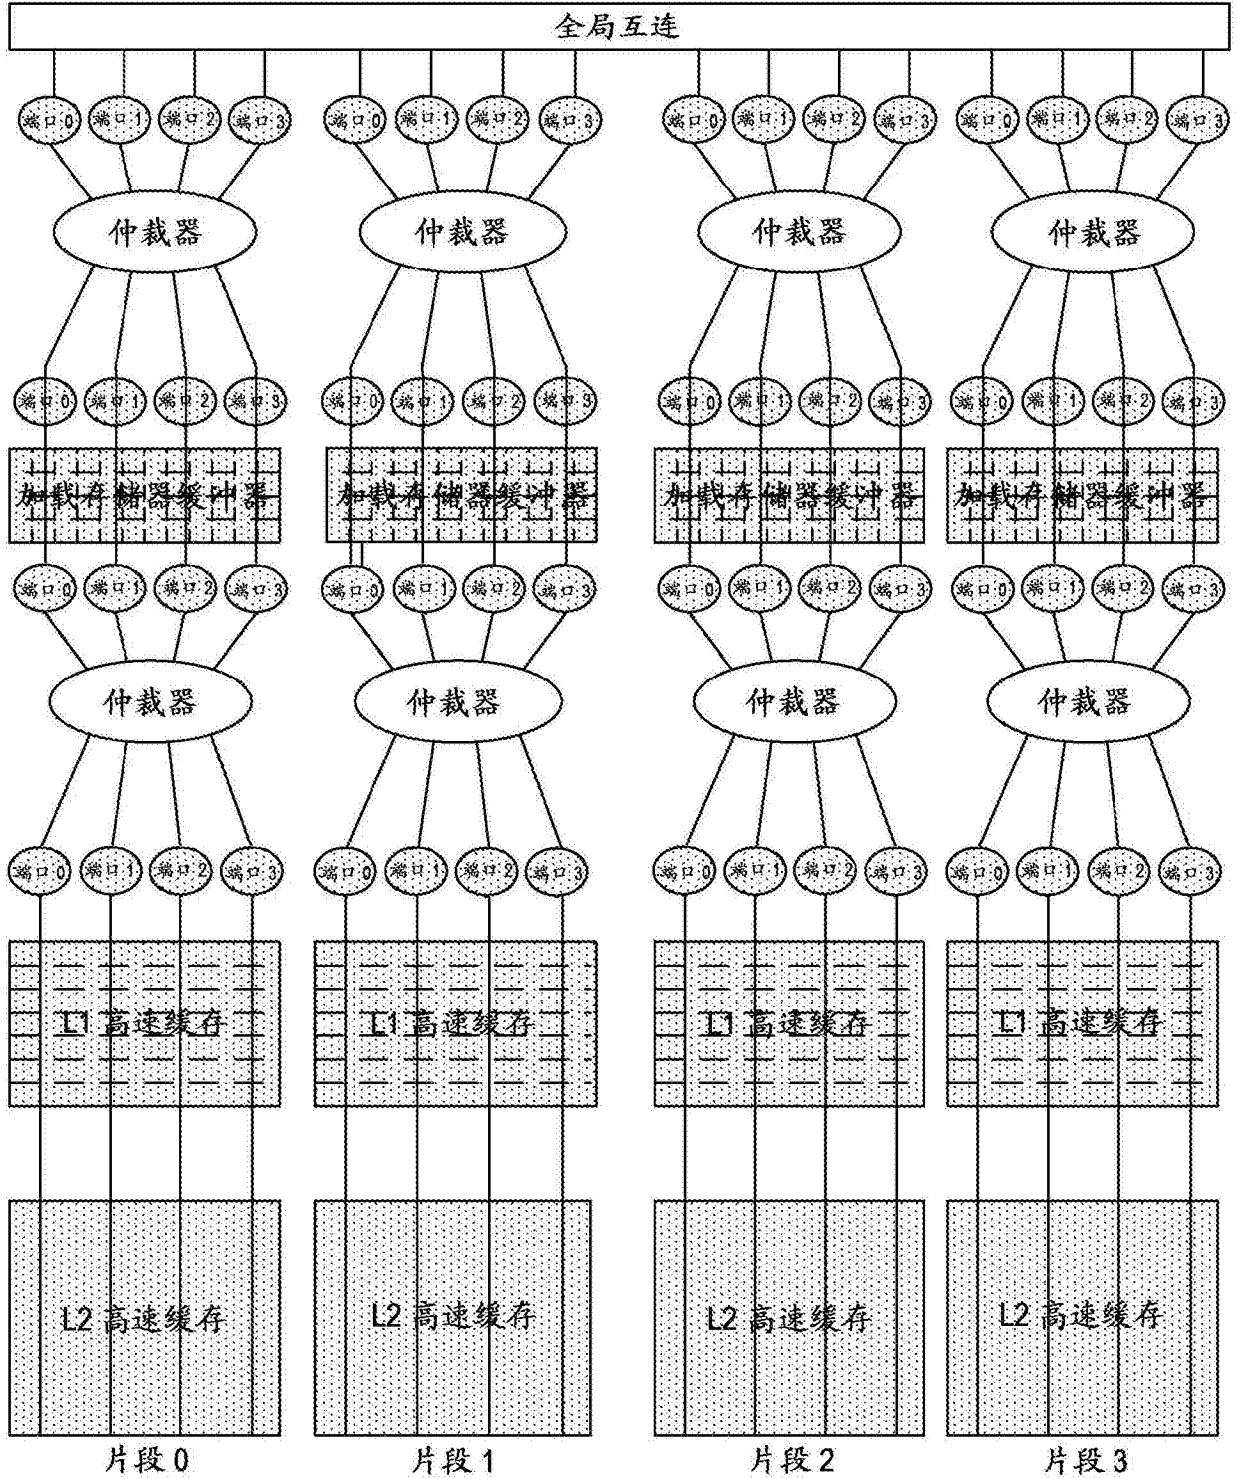 全局互连
端口0 端口1 端口2 端口3 端口0 端口1 端口2 端口3 端口0 端口1 端口2 端口3 端口0 端口1 端口2 端口3
仲裁器 仲裁器 仲裁器 仲裁器
端口0 端口1 端口2 端口3 端口0 端口1 端口2 端口3 端口0 端口1 端口2 端口3 端口0 端口1 端口2 端口3
加载存储器缓冲器 加载存储器缓冲器 加载存储器缓冲器 加载存储器缓冲器
端口0 端口1 端口2 端口3 端口0 端口1 端口2 端口3 端口0 端口1 端口2 端口3 端口0 端口1 端口2 端口3
仲裁器 仲裁器 仲裁器 仲裁器
端口0 端口1 端口2 端口3 端口0 端口1 端口2 端口3 端口0 端口1 端口2 端口3 端口0 端口1 端口2 端口3
L1 高速缓存 L1 高速缓存 L1 高速缓存 L1 高速缓存
L2 高速缓存 L2 高速缓存 L2 高速缓存 L2 高速缓存
片段 0 片段 1 片段 2 片段 3